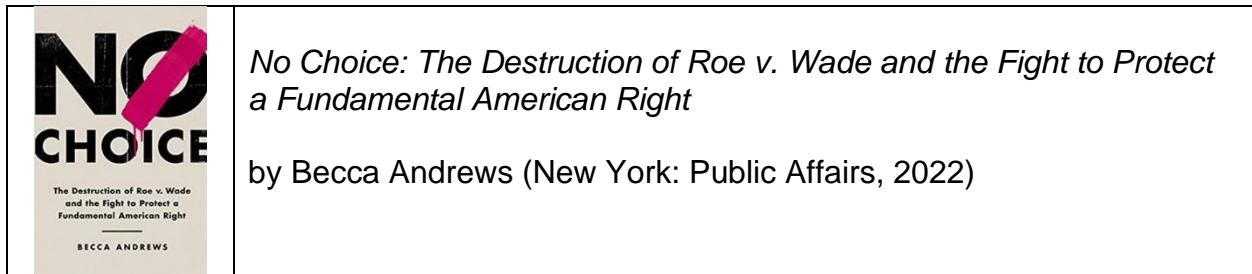 NO
CHOICE
The Destruction of Roe v. Wade
and the Fight to Protect a
Fundamental American Right
BECCA ANDREWS
No Choice: The Destruction of Roe v. Wade and the Fight to Protect
a Fundamental American Right
by Becca Andrews (New York: Public Affairs, 2022)